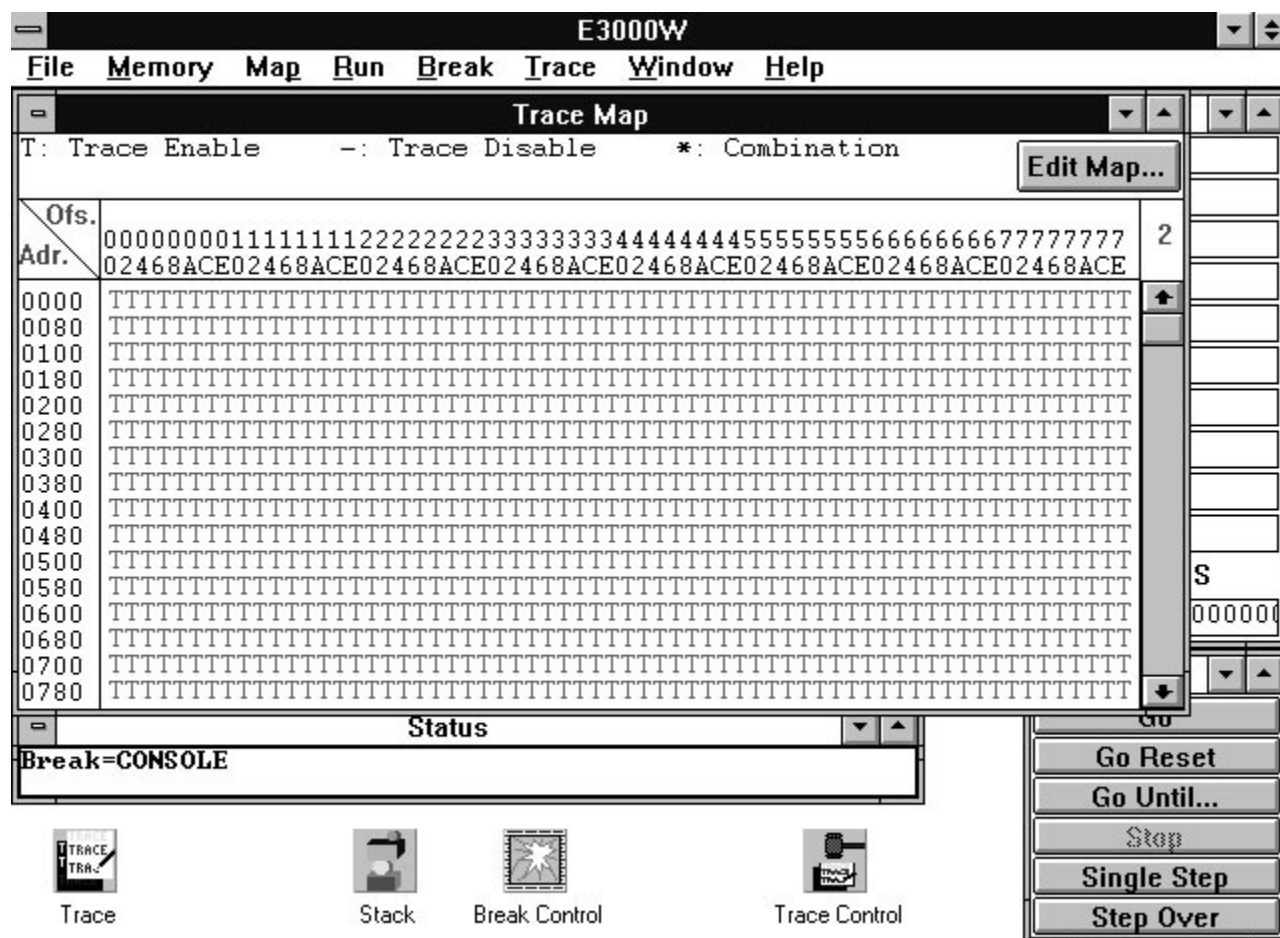 E3000W
File Memory Map Run Break Trace Window Help
Trace Map
T: Trace Enable -: Trace Disable *: Combination
Edit Map...
Ofs.
Adr.
0000000011111111222222223333333344444444555555556666666677777777
02468ACE02468ACE02468ACE02468ACE02468ACE02468ACE02468ACE02468ACE
2
0000 TTTTTTTTTTTTTTTTTTTTTTTTTTTTTTTTTTTTTTTTTTTTTTTTTTTTTTTTTTTTTTTT
0080 TTTTTTTTTTTTTTTTTTTTTTTTTTTTTTTTTTTTTTTTTTTTTTTTTTTTTTTTTTTTTTTT
0100 TTTTTTTTTTTTTTTTTTTTTTTTTTTTTTTTTTTTTTTTTTTTTTTTTTTTTTTTTTTTTTTT
0180 TTTTTTTTTTTTTTTTTTTTTTTTTTTTTTTTTTTTTTTTTTTTTTTTTTTTTTTTTTTTTTTT
0200 TTTTTTTTTTTTTTTTTTTTTTTTTTTTTTTTTTTTTTTTTTTTTTTTTTTTTTTTTTTTTTTT
0280 TTTTTTTTTTTTTTTTTTTTTTTTTTTTTTTTTTTTTTTTTTTTTTTTTTTTTTTTTTTTTTTT
0300 TTTTTTTTTTTTTTTTTTTTTTTTTTTTTTTTTTTTTTTTTTTTTTTTTTTTTTTTTTTTTTTT
0380 TTTTTTTTTTTTTTTTTTTTTTTTTTTTTTTTTTTTTTTTTTTTTTTTTTTTTTTTTTTTTTTT
0400 TTTTTTTTTTTTTTTTTTTTTTTTTTTTTTTTTTTTTTTTTTTTTTTTTTTTTTTTTTTTTTTT
0480 TTTTTTTTTTTTTTTTTTTTTTTTTTTTTTTTTTTTTTTTTTTTTTTTTTTTTTTTTTTTTTTT
0500 TTTTTTTTTTTTTTTTTTTTTTTTTTTTTTTTTTTTTTTTTTTTTTTTTTTTTTTTTTTTTTTT
0580 TTTTTTTTTTTTTTTTTTTTTTTTTTTTTTTTTTTTTTTTTTTTTTTTTTTTTTTTTTTTTTTT
0600 TTTTTTTTTTTTTTTTTTTTTTTTTTTTTTTTTTTTTTTTTTTTTTTTTTTTTTTTTTTTTTTT
0680 TTTTTTTTTTTTTTTTTTTTTTTTTTTTTTTTTTTTTTTTTTTTTTTTTTTTTTTTTTTTTTTT
0700 TTTTTTTTTTTTTTTTTTTTTTTTTTTTTTTTTTTTTTTTTTTTTTTTTTTTTTTTTTTTTTTT
0780 TTTTTTTTTTTTTTTTTTTTTTTTTTTTTTTTTTTTTTTTTTTTTTTTTTTTTTTTTTTTTTTT
S
000000
Status
Break=CONSOLE
Go
Go Reset
Go Until...
Stop
Single Step
Step Over
Trace
Stack
Break Control
Trace Control